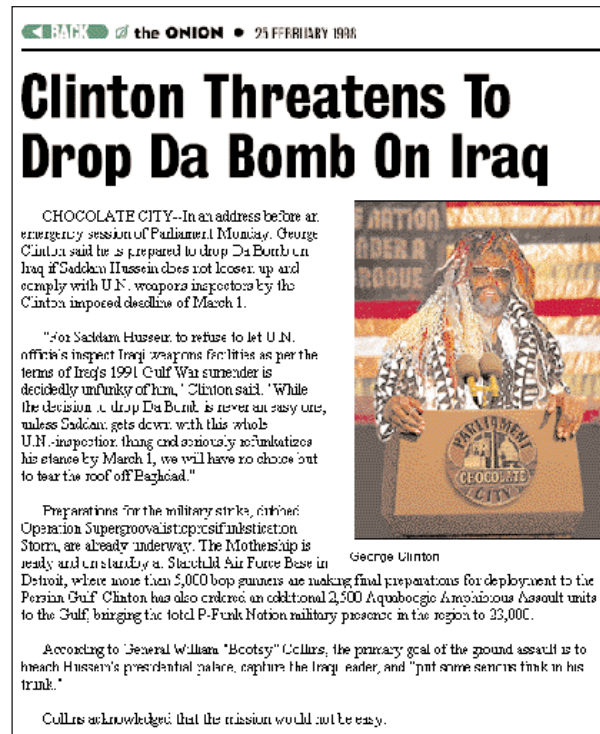 BACK the ONION • 25 FEBRUARY 1998
Clinton Threatens To
Drop Da Bomb On Iraq
CHOCOLATE CITY--In an address before an
emergency session of Parliament Monday, George
Clinton said he is prepared to drop Da Bomb on
Iraq if Saddam Hussein does not loosen up and
comply with U.N. weapons inspectors by the
Clinton imposed deadline of March 1.
"For Saddam Hussein to refuse to let U.N.
officials inspect Iraqi weapons facilities as per the
terms of Iraq's 1991 Gulf War surrender is
decidedly unfunky of him," Clinton said. "While
the decision to drop Da Bomb is never an easy one,
unless Saddam gets down with this whole
U.N.-inspection thing and seriously refunkatizes
his stance by March 1, we will have no choice but
to tear the roof off Baghdad."
Preparations for the military strike, dubbed
Operation Supergroovalisticprosifunkstication
Storm, are already underway. The Mothership is
ready and on standby at Starchild Air Force Base in
Detroit, where more than 5,000 bop gunners are making final preparations for deployment to the
Persian Gulf. Clinton has also ordered an additional 2,500 Aquaboogie Amphibious Assault units
to the Gulf, bringing the total P-Funk Nation military presence in the region to 33,000.
According to General William "Bootsy" Collins, the primary goal of the ground assault is to
breach Hussein's presidential palace, capture the Iraqi leader, and "put some serious funk in his
trunk."
Collins acknowledged that the mission would not be easy.
NATION
UNDER A
GROOVE
PARLIAMENT
CHOCOLATE
CITY
George Clinton